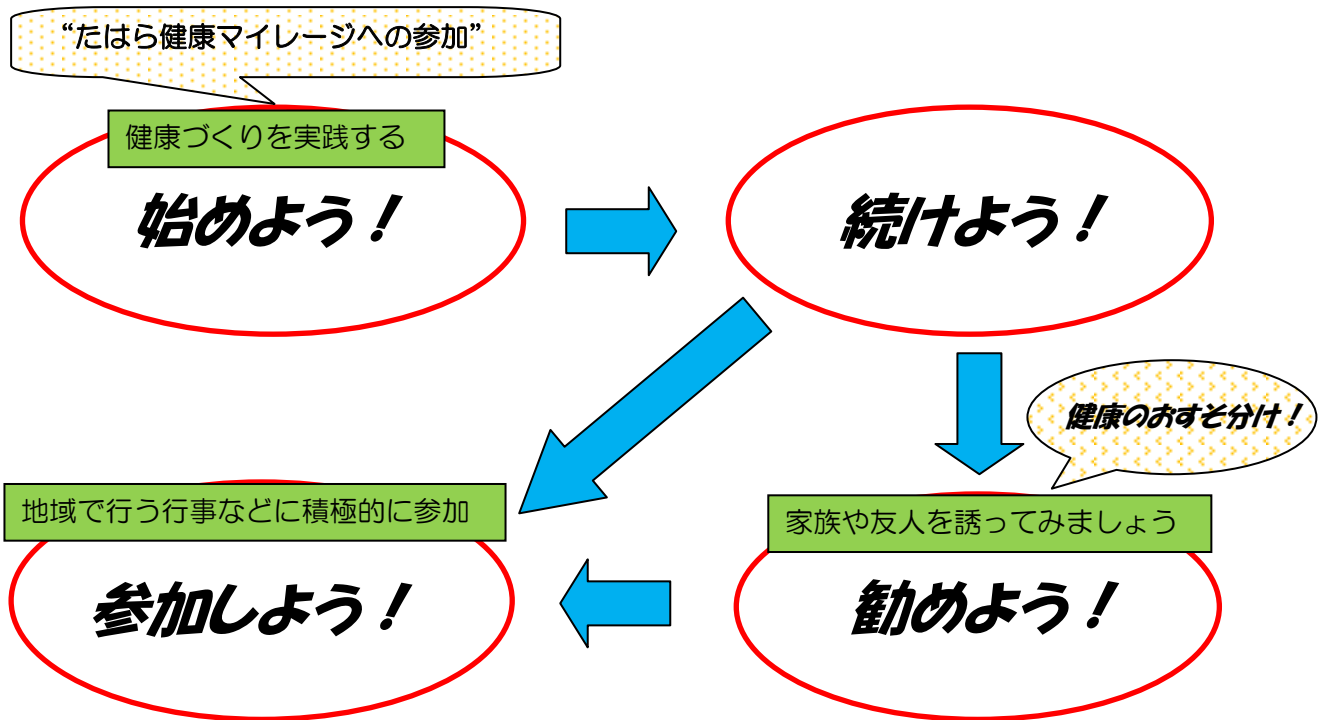 “たはら健康マイレージへの参加”
健康づくりを実践する
始めよう！
続けよう！
健康のおすそ分け！
家族や友人を誘ってみましょう
勧めよう！
地域で行う行事などに積極的に参加
参加しよう！